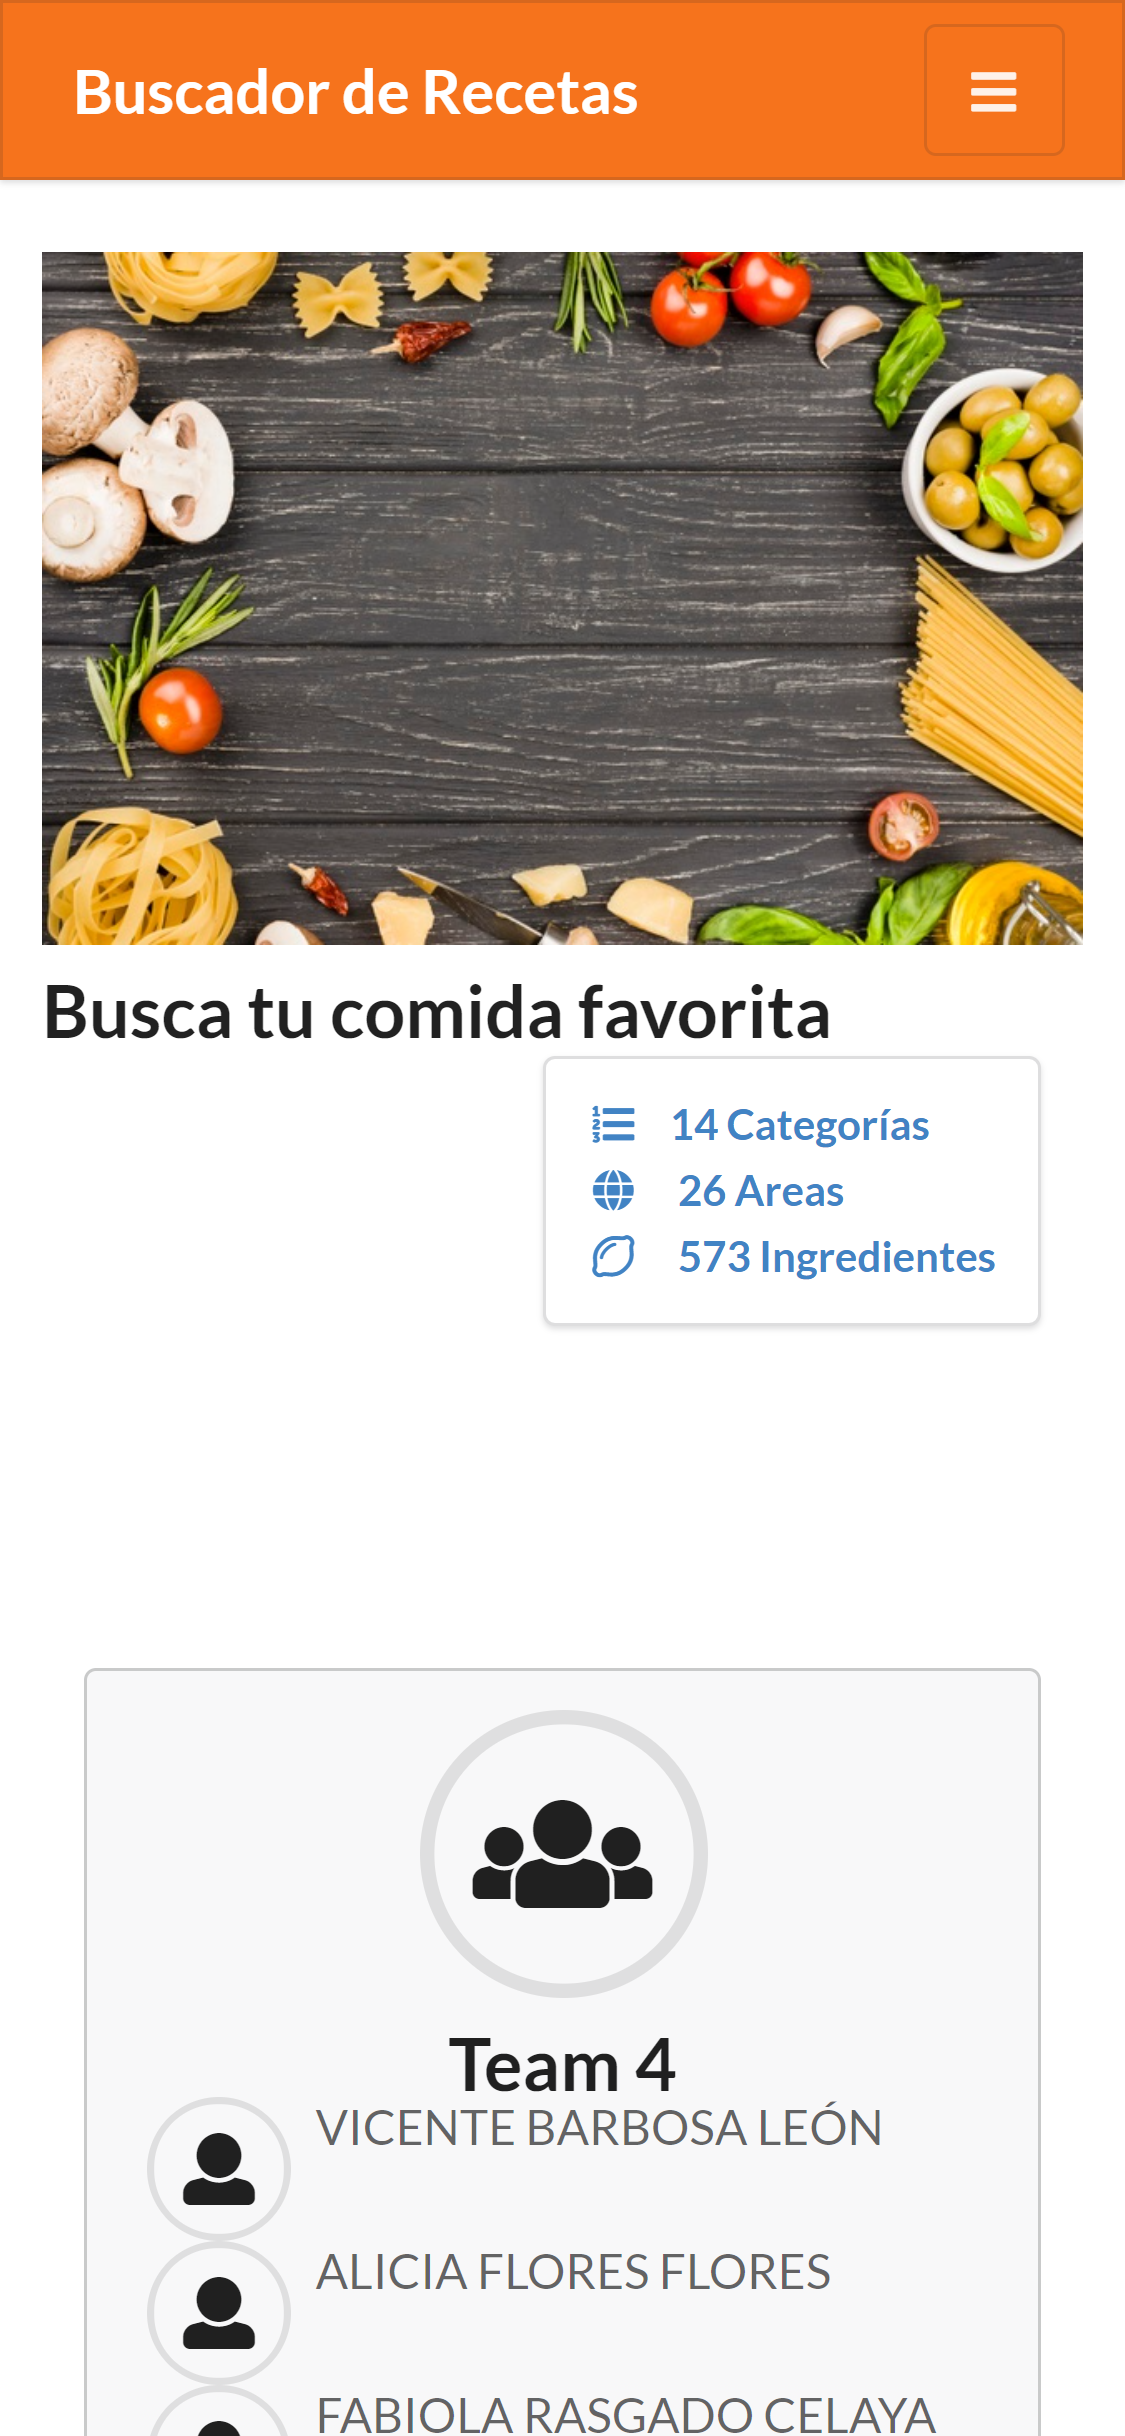 Buscador de Recetas
Busca tu comida favorita
14 Categorías
26 Areas
573 Ingredientes
Team 4
VICENTE BARBOSA LEÓN
ALICIA FLORES FLORES
FABIOLA RASGADO CELAYA